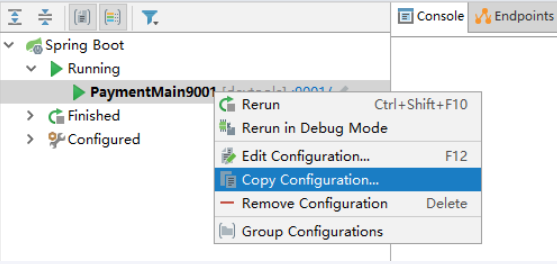 Console Endpoints
Spring Boot
Running
PaymentMain9001 [devtools] :9001/
Rerun Ctrl+Shift+F10
Finished
Rerun in Debug Mode
Configured
Edit Configuration... F12
Copy Configuration...
Remove Configuration Delete
Group Configurations